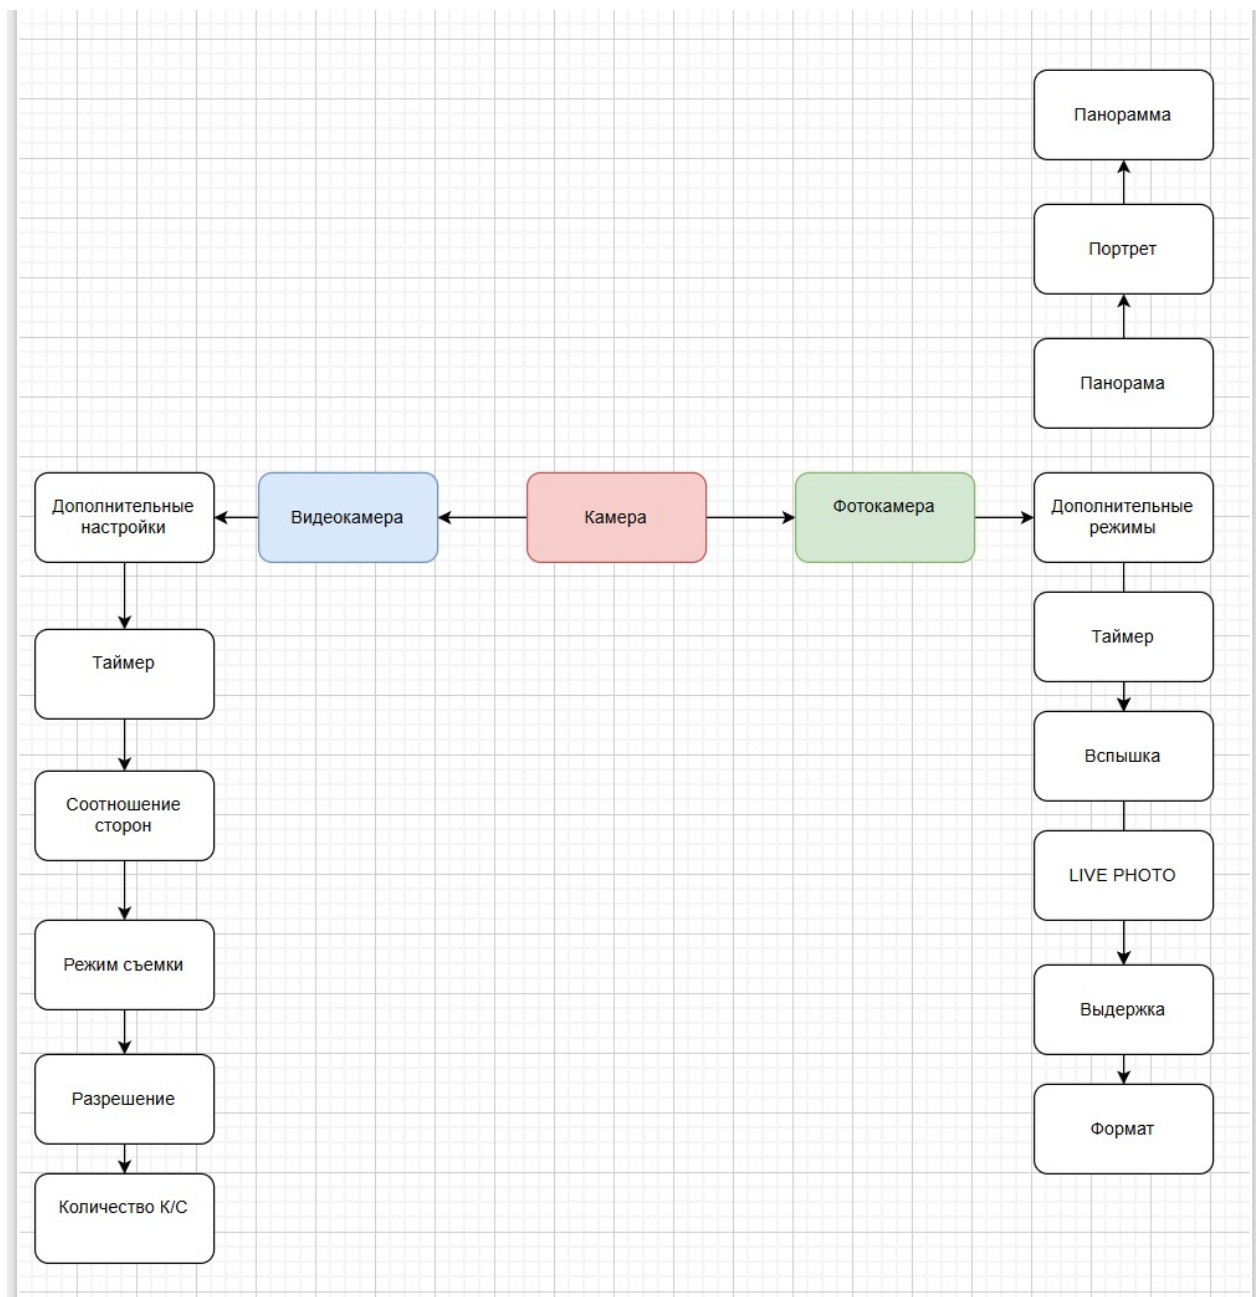 Панорамма
Портрет
Панорама
Дополнительные
настройки
Видеокамера
Камера
Фотокамера
Дополнительные
режимы
Таймер
Таймер
Вспышка
Соотношение
сторон
LIVE PHOTO
Режим съемки
Выдержка
Разрешение
Формат
Количество К/С